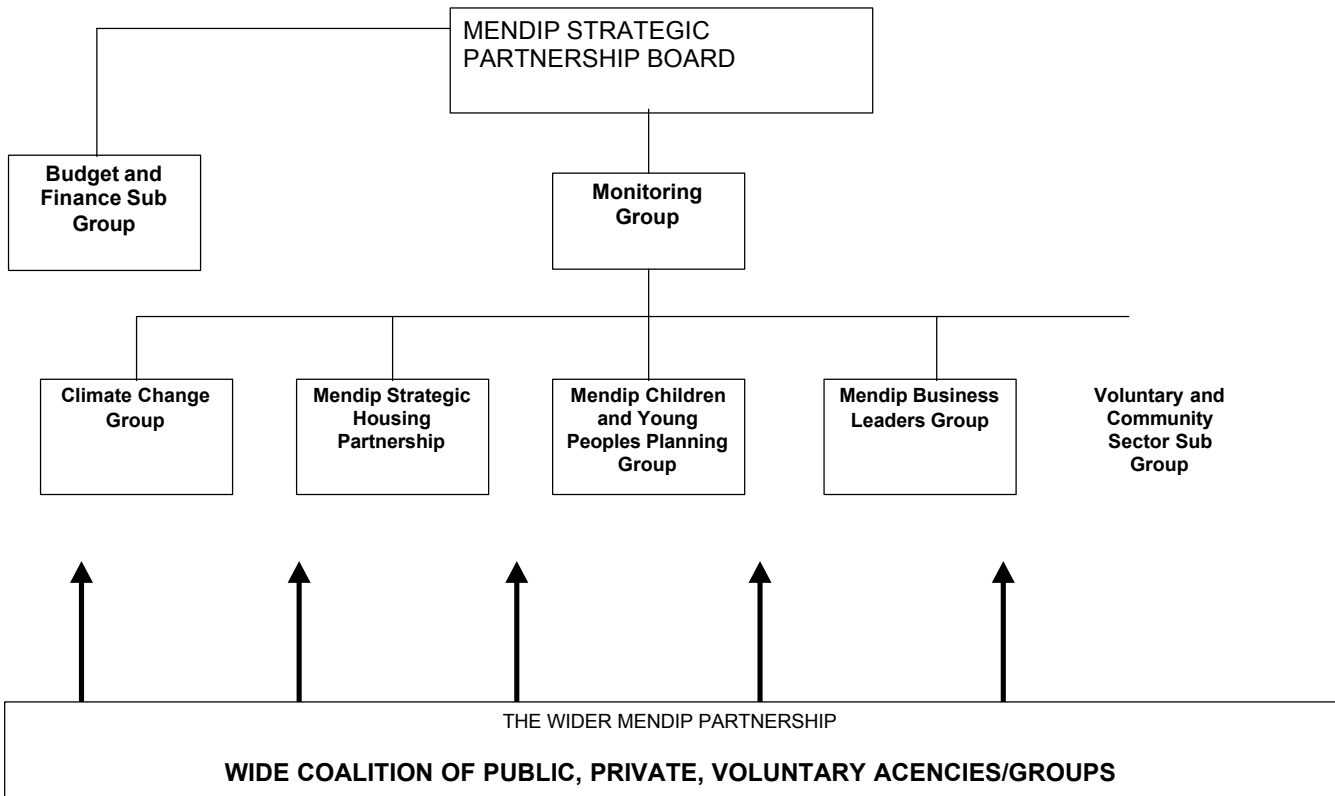 MENDIP STRATEGIC
PARTNERSHIP BOARD
Budget and
Finance Sub
Group
Monitoring
Group
Climate Change
Group
Mendip Strategic
Housing
Partnership
Mendip Children
and Young
Peoples Planning
Group
Mendip Business
Leaders Group
Voluntary and
Community
Sector Sub
Group
THE WIDER MENDIP PARTNERSHIP
WIDE COALITION OF PUBLIC, PRIVATE, VOLUNTARY ACENCIES/GROUPS